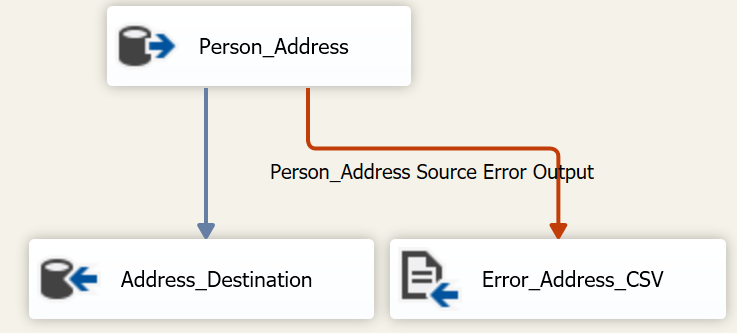 Person_Address
Person_Address Source Error Output
Address_Destination
Error_Address_CSV